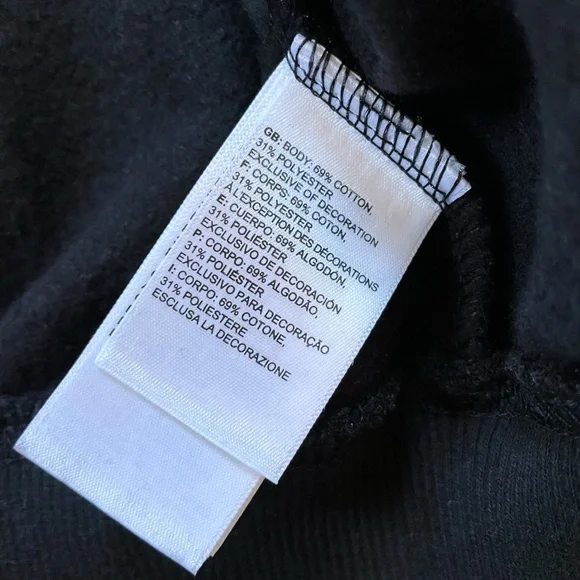 GB: BODY: 69% COTTON,
31% POLYESTER
EXCLUSIVE OF DECORATION
F: CORPS: 69% COTON,
31% POLYESTER
À L'EXCEPTION DES DÉCORATIONS
E: CUERPO: 69% ALGODÓN,
31% POLIÉSTER
EXCLUSIVO DE DECORACIÓN
P: CORPO: 69% ALGODÃO,
31% POLIÉSTER
EXCLUSIVO PARA DECORAÇÃO
I: CORPO: 69% COTONE,
31% POLIESTERE
ESCLUSA LA DECORAZIONE